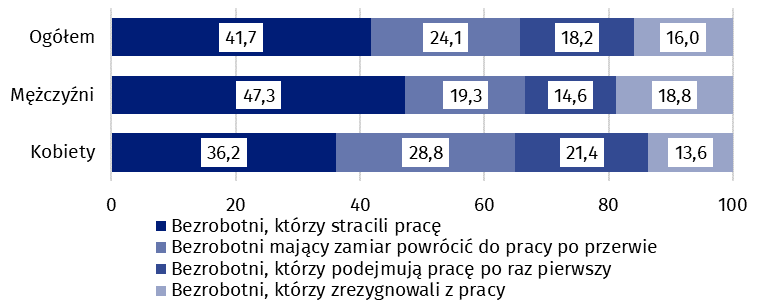 Ogółem 41,7 24,1 18,2 16,0
Mężczyźni 47,3 19,3 14,6 18,8
Kobiety 36,2 28,8 21,4 13,6
0 20 40 60 80 100
Bezrobotni, którzy stracili pracę
Bezrobotni mający zamiar powrócić do pracy po przerwie
Bezrobotni, którzy podejmują pracę po raz pierwszy
Bezrobotni, którzy zrezygnowali z pracy